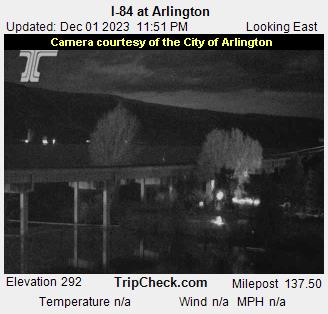 I-84 at Arlington
Updated: Dec 01 2023 11:51 PM Looking East
Camera courtesy of the City of Arlington
Elevation 292 TripCheck.com Milepost 137.50
Temperature n/a Wind n/a MPH n/a